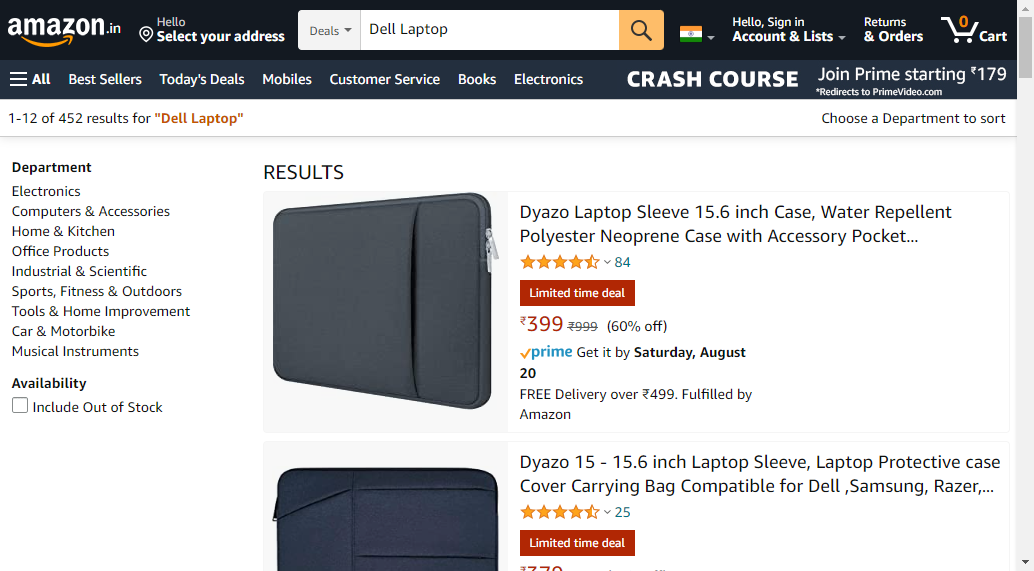 amazon.in
Hello
Select your address
Deals
Dell Laptop
Hello, Sign in
Account & Lists
Returns
& Orders
0
Cart
All
Best Sellers
Today's Deals
Mobiles
Customer Service
Books
Electronics
CRASH COURSE
Join Prime starting ₹179
*Redirects to PrimeVideo.com
1-12 of 452 results for "Dell Laptop"
Choose a Department to sort
Department
Electronics
Computers & Accessories
Home & Kitchen
Office Products
Industrial & Scientific
Sports, Fitness & Outdoors
Tools & Home Improvement
Car & Motorbike
Musical Instruments
Availability
Include Out of Stock
RESULTS
Dyazo Laptop Sleeve 15.6 inch Case, Water Repellent
Polyester Neoprene Case with Accessory Pocket...
84
Limited time deal
₹399 ₹999 (60% off)
prime Get it by Saturday, August
20
FREE Delivery over ₹499. Fulfilled by
Amazon
Dyazo 15 - 15.6 inch Laptop Sleeve, Laptop Protective case
Cover Carrying Bag Compatible for Dell ,Samsung, Razer,...
25
Limited time deal